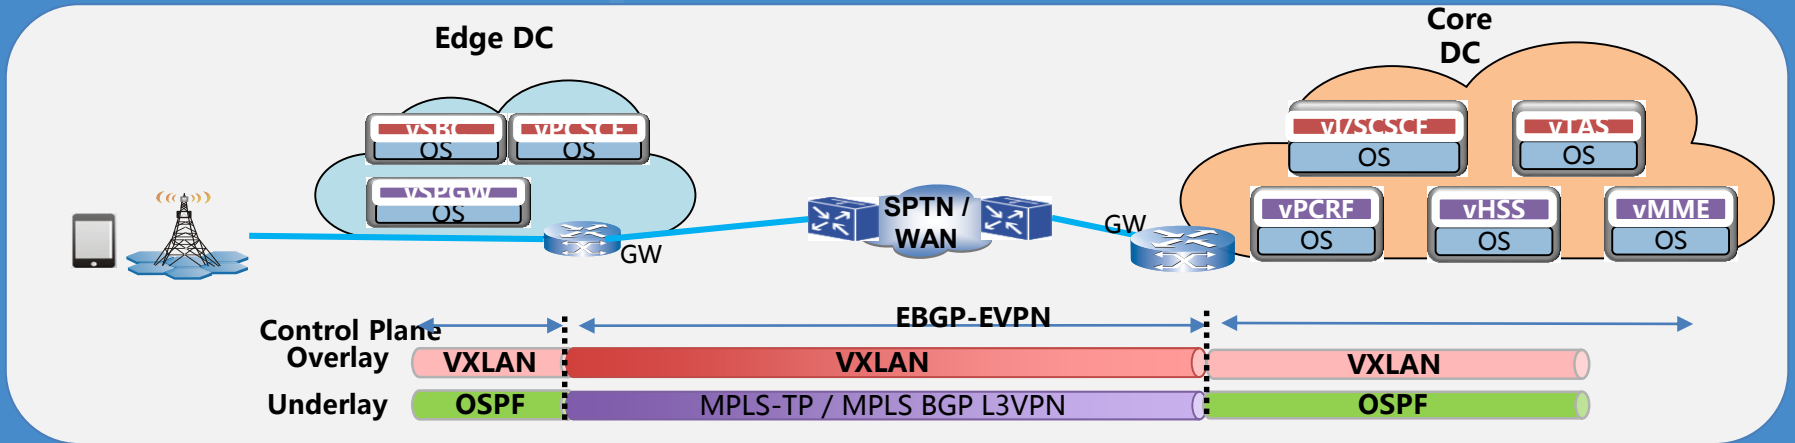 Edge DC
Core
DC
vSBC
OS
vPCSCF
OS
vSPGW
OS
GW
SPTN /
WAN
GW
vI/SCSCF
OS
vTAS
OS
vPCRF
OS
vHSS
OS
vMME
OS
Control Plane
EBGP-EVPN
Overlay
VXLAN
VXLAN
VXLAN
Underlay
OSPF
MPLS-TP / MPLS BGP L3VPN
OSPF